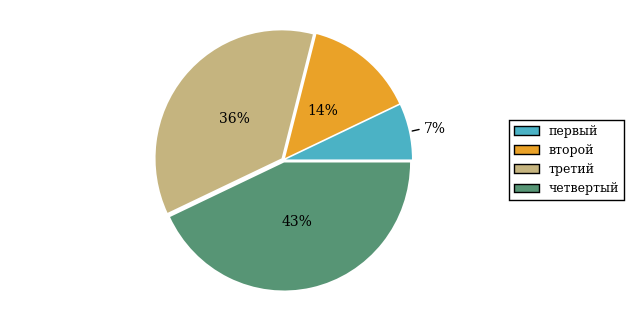 36%
14%
7%
43%
первый
второй
третий
четвертый